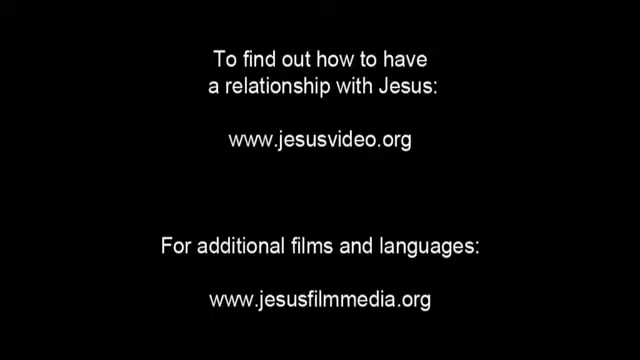 To find out how to have
a relationship with Jesus:
www.jesusvideo.org
For additional films and languages:
www.jesusfilmmedia.org